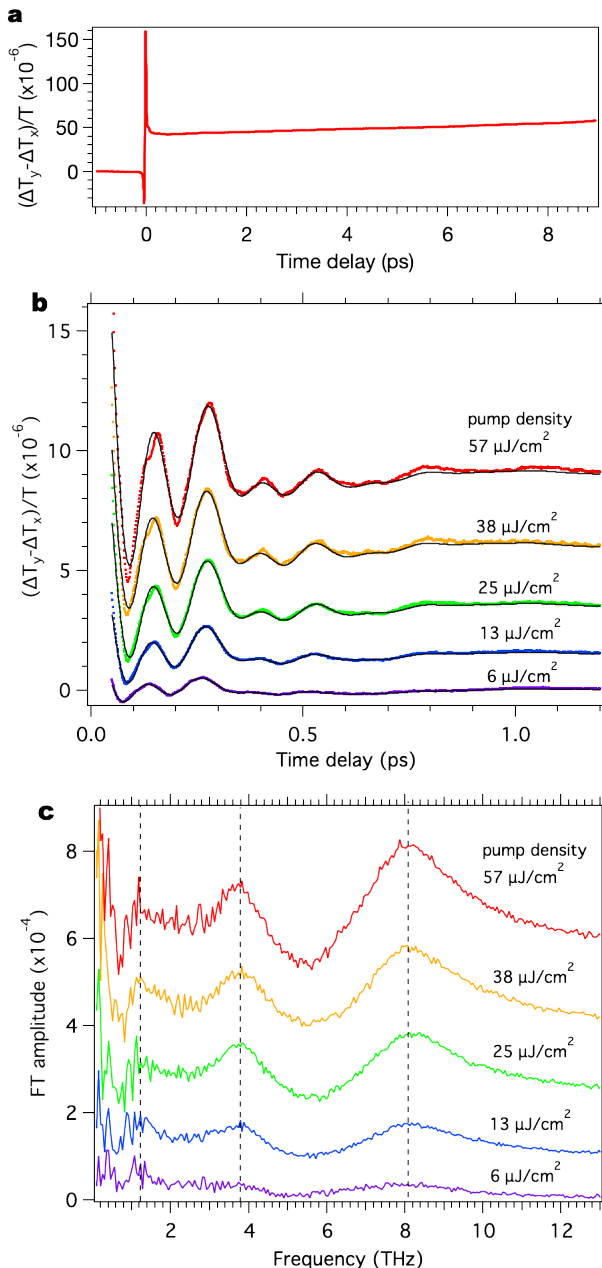 a
(ΔTy-ΔTx)/T (x10-6)
150
100
50
0
0
2
4
6
8
Time delay (ps)
b
(ΔTy-ΔTx)/T (x10-6)
15
10
5
0
pump density
57 µJ/cm2
38 µJ/cm2
25 µJ/cm2
13 µJ/cm2
6 µJ/cm2
0.0
0.5
1.0
Time delay (ps)
c
FT amplitude (x10-4)
8
6
4
2
0
pump density
57 µJ/cm2
38 µJ/cm2
25 µJ/cm2
13 µJ/cm2
6 µJ/cm2
2
4
6
8
10
12
Frequency (THz)